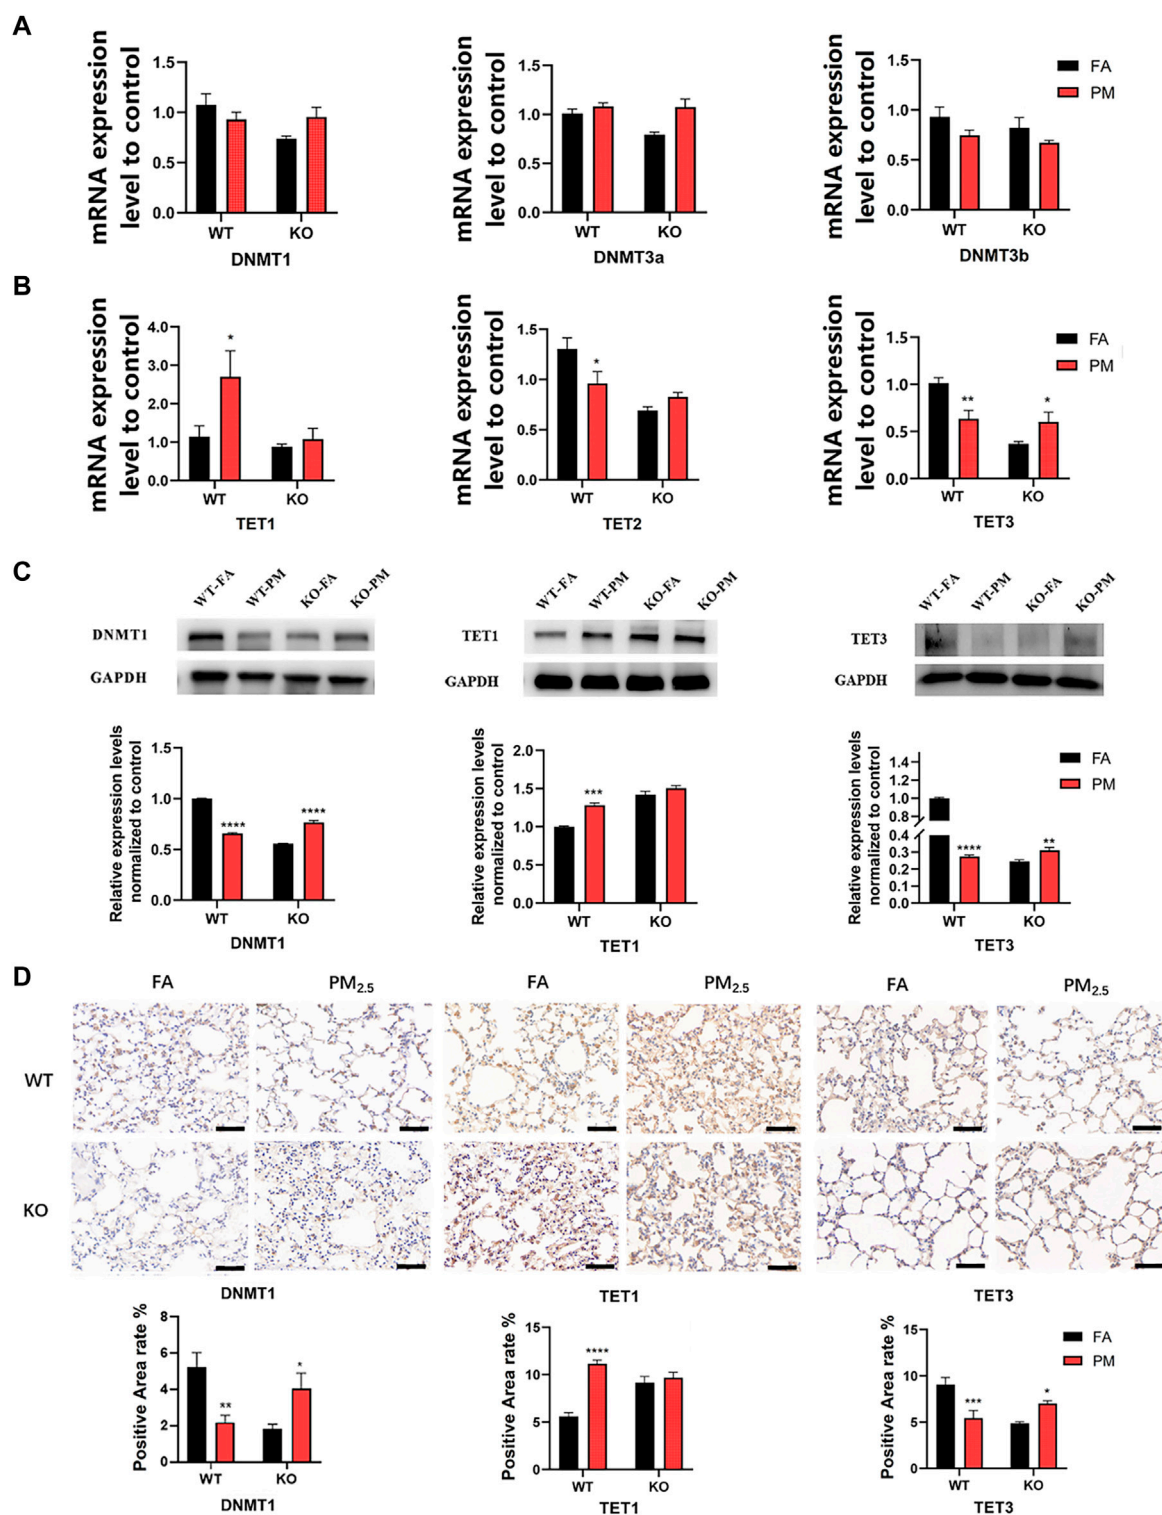 A
mRNA expression
level to control
1.5
1.0
0.5
0.0
WT
KO
DNMT1
mRNA expression
level to control
1.5
1.0
0.5
0.0
WT
KO
DNMT3a
mRNA expression
level to control
1.5
1.0
0.5
0.0
WT
KO
DNMT3b
FA
PM
B
mRNA expression
level to control
4.0
3.0
2.0
1.0
0.0
*
WT
KO
TET1
mRNA expression
level to control
1.5
1.0
0.5
0.0
*
WT
KO
TET2
mRNA expression
level to control
1.5
1.0
0.5
0.0
**
*
WT
KO
TET3
FA
PM
C
WT-FA WT-PM KO-FA KO-PM
DNMT1
GAPDH
WT-FA WT-PM KO-FA KO-PM
TET1
GAPDH
WT-FA WT-PM KO-FA KO-PM
TET3
GAPDH
Relative expression levels
normalized to control
1.5
1.0
0.5
0.0
****
****
WT
KO
DNMT1
Relative expression levels
normalized to control
2.0
1.5
1.0
0.5
0.0
***
WT
KO
TET1
Relative expression levels
normalized to control
1.4
1.2
1.0
0.8
0.4
0.3
0.2
0.1
0.0
****
**
WT
KO
TET3
FA
PM
D
FA PM2.5 FA PM2.5 FA PM2.5
WT
KO
DNMT1 TET1 TET3
Positive Area rate %
8
6
4
2
0
**
*
WT
KO
DNMT1
Positive Area rate %
15
10
5
0
****
WT
KO
TET1
Positive Area rate %
15
10
5
0
***
*
WT
KO
TET3
FA
PM